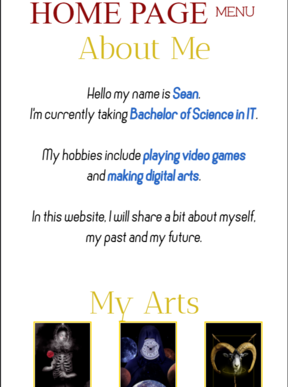 HOME PAGE MENU
About Me
Hello my name is Sean.
I'm currently taking Bachelor of Science in IT.
My hobbies include playing video games
and making digital arts.
In this website, I will share a bit about myself,
my past and my future.
My Arts